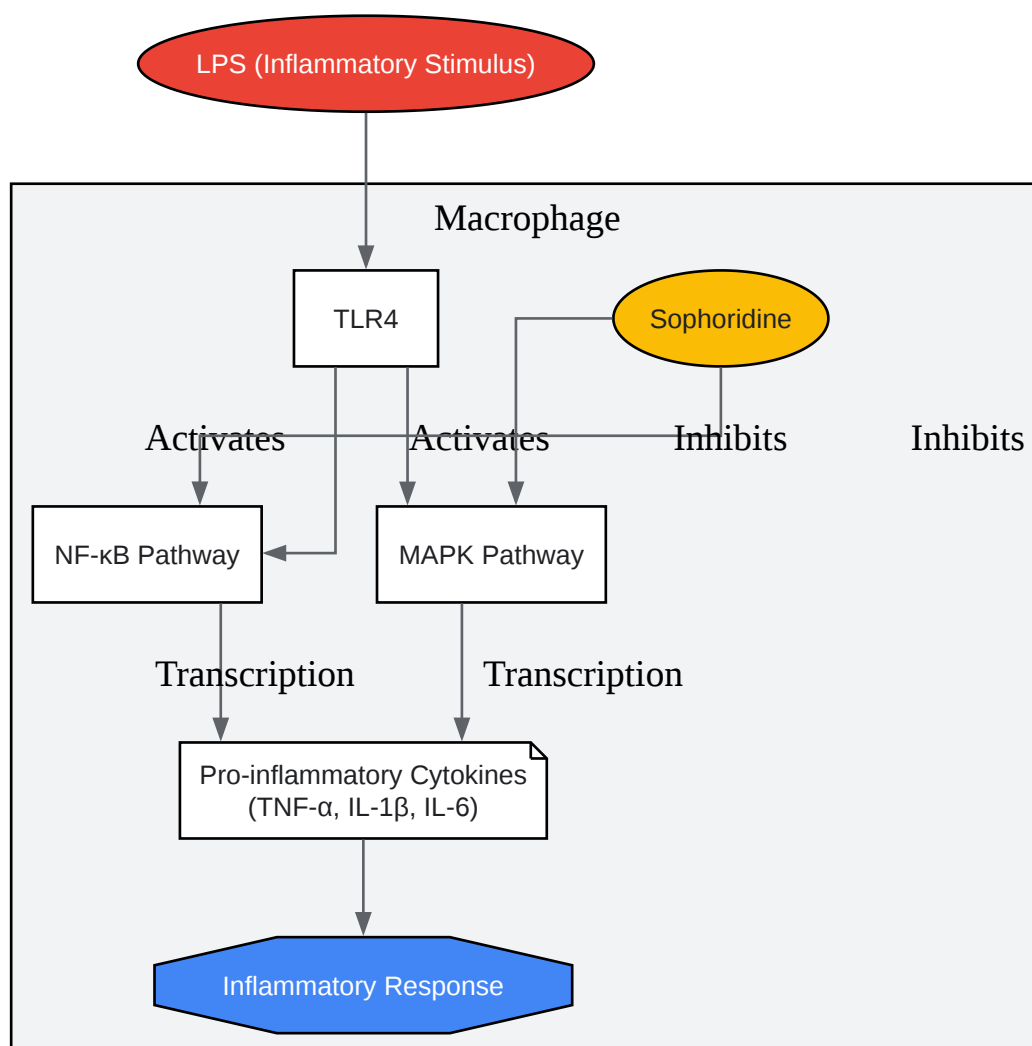 LPS (Inflammatory Stimulus)
Macrophage
TLR4
Sophoridine
Activates
Activates
Inhibits
Inhibits
NF-κB Pathway
MAPK Pathway
Transcription
Transcription
Pro-inflammatory Cytokines
(TNF-α, IL-1β, IL-6)
Inflammatory Response